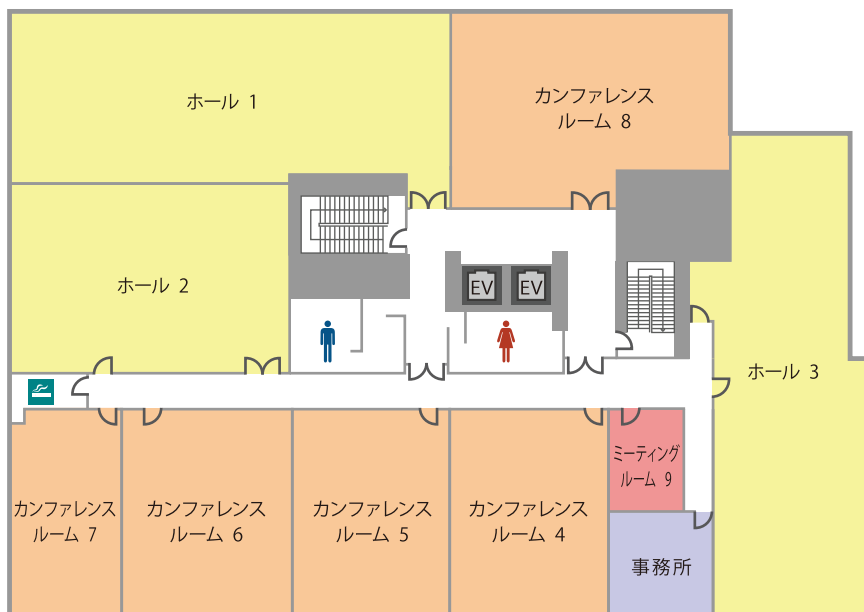 ホール 1
カンファレンス
ルーム 8
ホール 2
EV
EV
ホール 3
カンファレンス
ルーム 7
カンファレンス
ルーム 6
カンファレンス
ルーム 5
カンファレンス
ルーム 4
ミーティング
ルーム 9
事務所